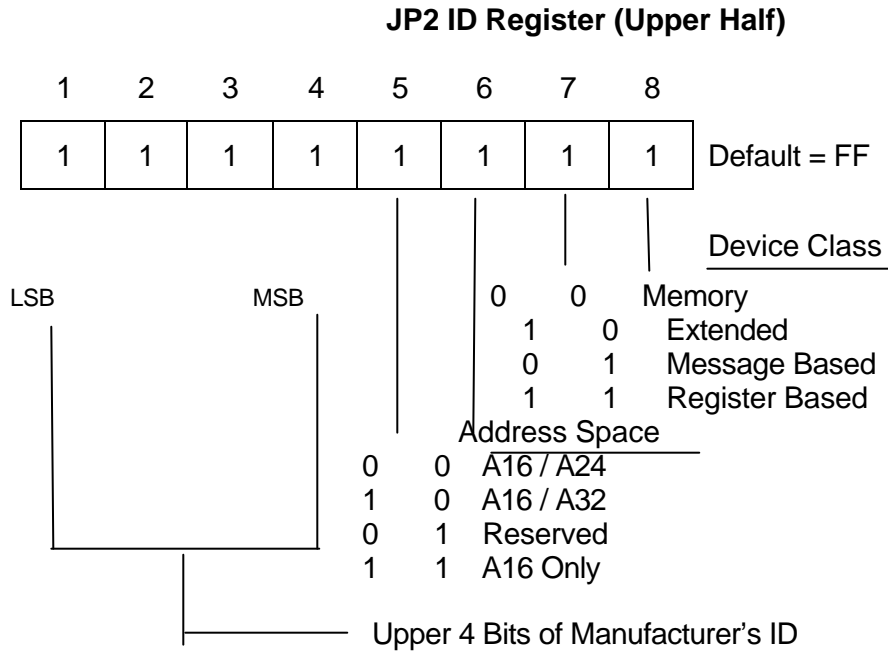 JP2 ID Register (Upper Half)
1 2 3 4 5 6 7 8
1 1 1 1 1 1 1 1 Default = FF
Device Class
LSB MSB 0 0 Memory
1 0 Extended
0 1 Message Based
1 1 Register Based
Address Space
0 0 A16 / A24
1 0 A16 / A32
0 1 Reserved
1 1 A16 Only
Upper 4 Bits of Manufacturer's ID